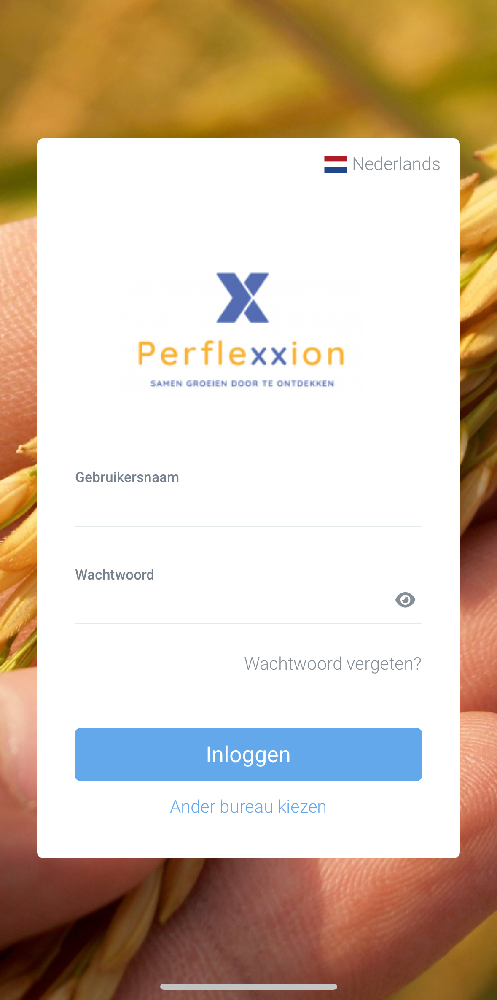 Nederlands
Perflexxion
SAMEN GROEIEN DOOR TE ONTDEKKEN
Gebruikersnaam
Wachtwoord
Wachtwoord vergeten?
Inloggen
Ander bureau kiezen